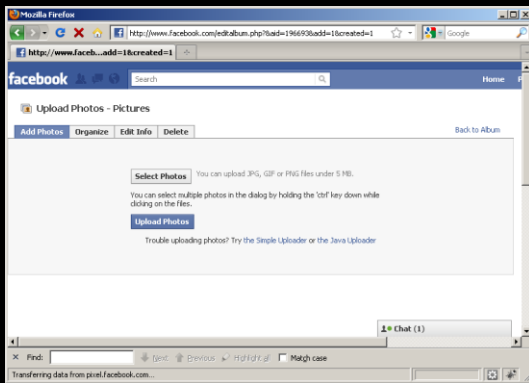 Mozilla Firefox
http://www.facebook.com/editalbum.php?&aid=196693&add=1&created=1
Google
http://www.faceb...add=1&created=1
facebook
Search
Home
Upload Photos - Pictures
Add Photos Organize Edit Info Delete
Back to Album
Select Photos You can upload JPG, GIF or PNG files under 5 MB.
You can select multiple photos in the dialog by holding the 'ctrl' key down while
clicking on the files.
Upload Photos
Trouble uploading photos? Try the Simple Uploader or the Java Uploader
Chat (1)
Find: Next Previous Highlight all Match case
Transferring data from pixel.facebook.com...